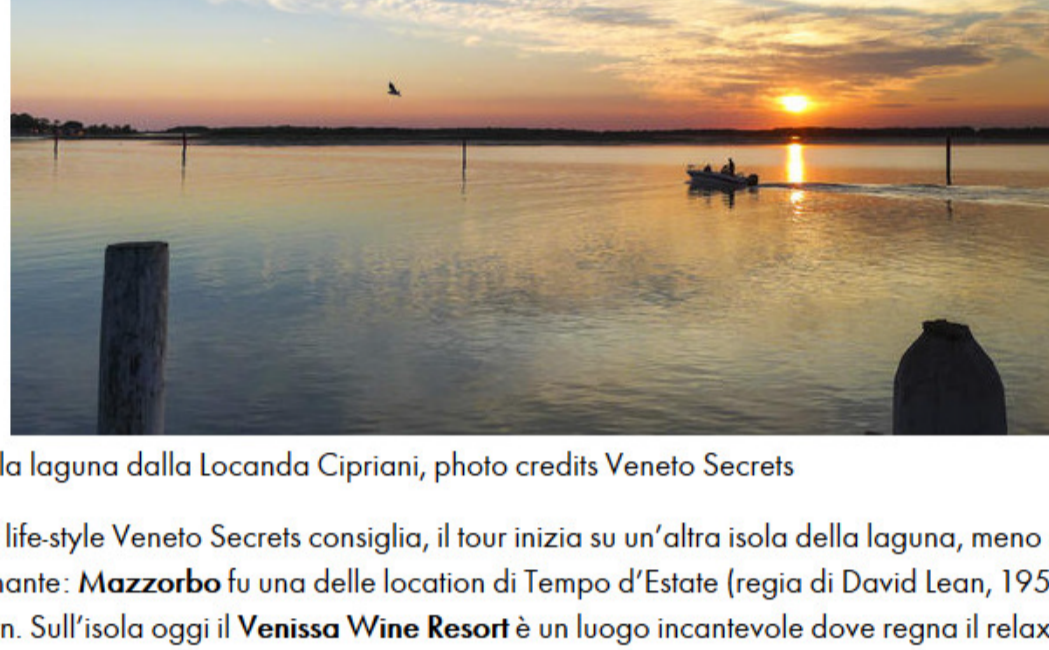 la laguna dalla Locanda Cipriani, photo credits Veneto Secrets
life-style Veneto Secrets consiglia, il tour inizia su un'altra isola della laguna, meno
nante: Mazzorbo fu una delle location di Tempo d'Estate (regia di David Lean, 195
n. Sull'isola oggi il Venissa Wine Resort è un luogo incantevole dove regna il relax